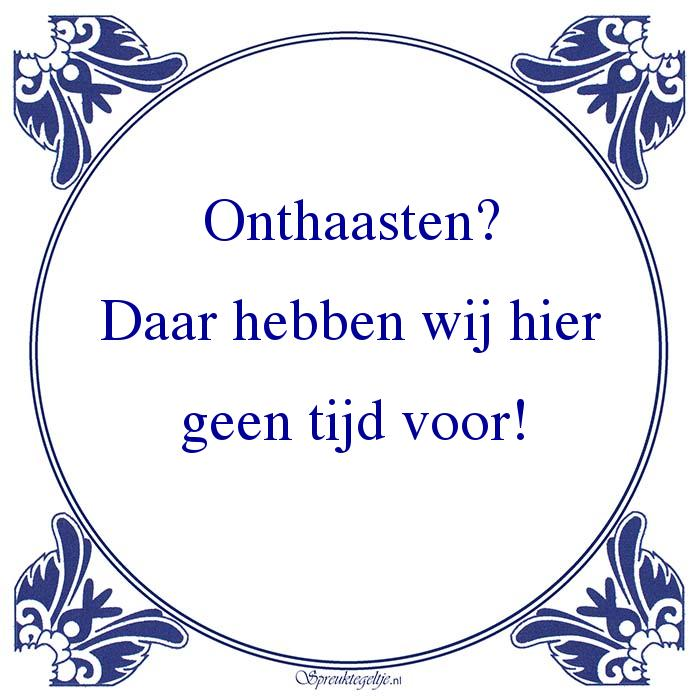 Onthaasten?
Daar hebben wij hier
geen tijd voor!
Spreuktegeltje.nl